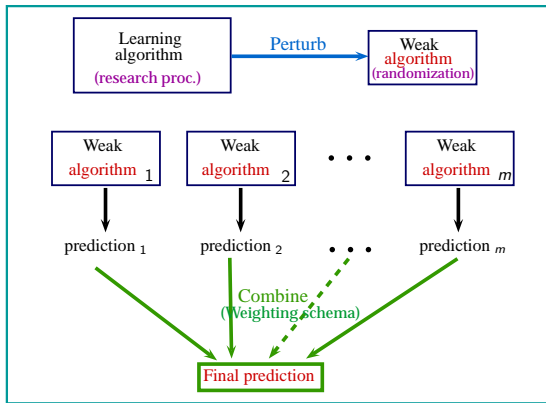 Learning
algorithm
(research proc.)
Perturb
Weak
algorithm
(randomization)
Weak
algorithm 1
Weak
algorithm 2
. . .
Weak
algorithm m
prediction 1
prediction 2
. . .
prediction m
Combine
(Weighting schema)
Final prediction